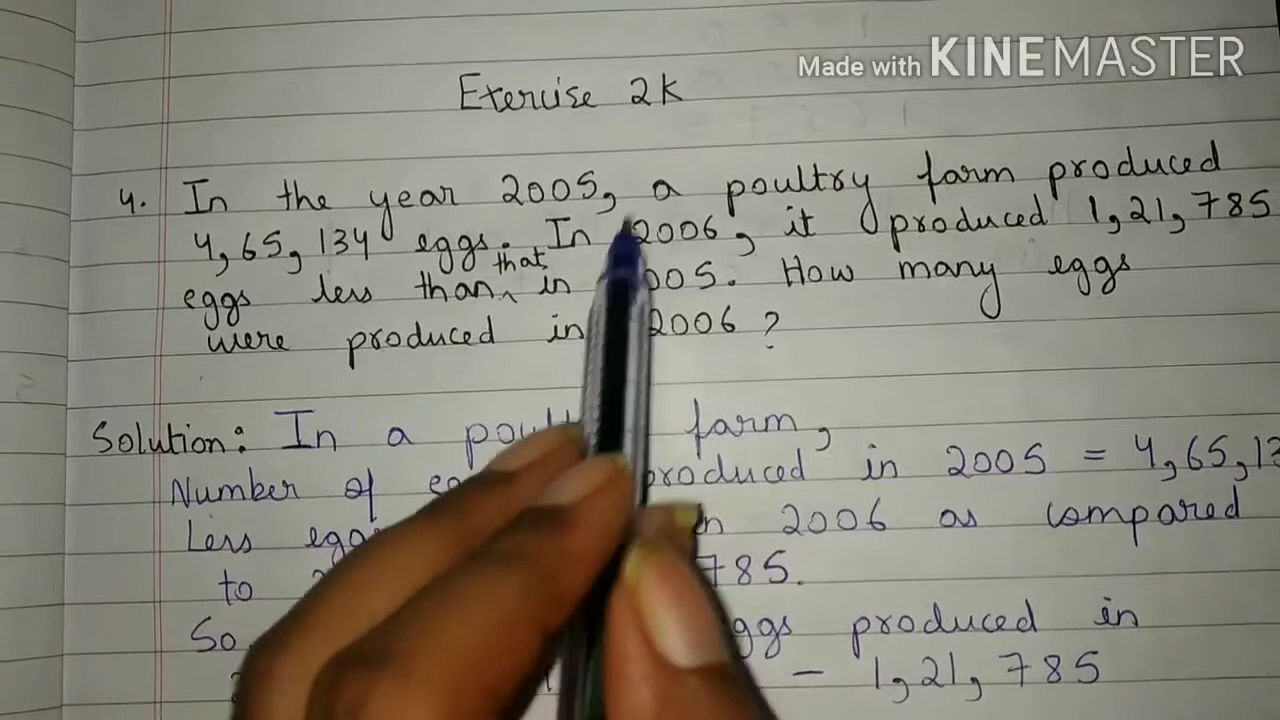 Made with KINEMASTER
Exercise 2K
4. In the year 2005, a poultry farm produced
4,65,134 eggs. In 2006, it produced 1,21,785
eggs less than that in 2005. How many eggs
were produced in 2006 ?
Solution: In a farm,
Number of produced in 2005 = 4,65,13
Less in 2006 as compared
to 785.
So eggs produced in
- 1,21,785